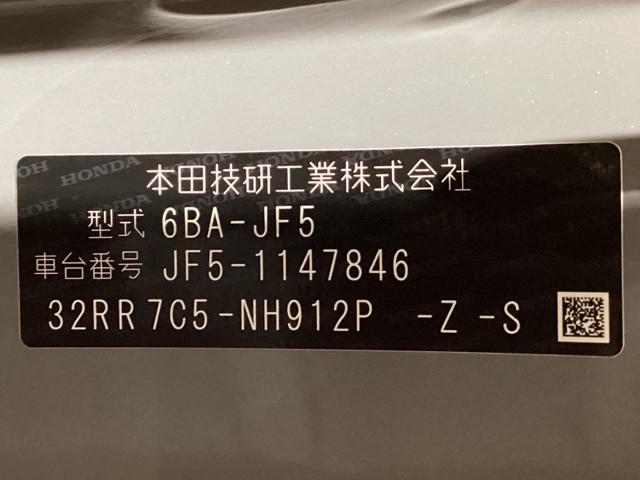 本田技研工業株式会社
型式 6BA-JF5
車台番号 JF5-1147846
32RR7C5-NH912P -Z -S